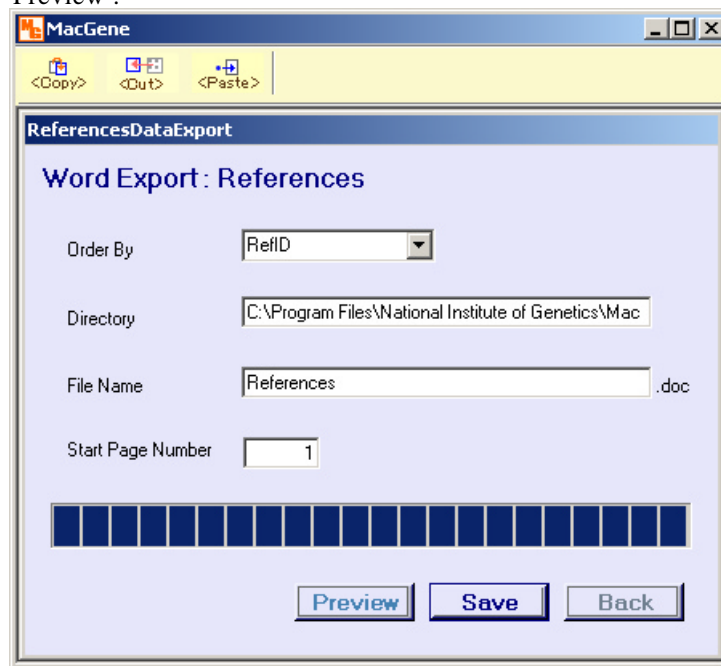 Preview .
MG MacGene
<Copy> <Cut> <Paste>
ReferencesDataExport
Word Export : References
Order By RefID
Directory C:\Program Files\National Institute of Genetics\Mac
File Name References .doc
Start Page Number 1
Preview Save Back